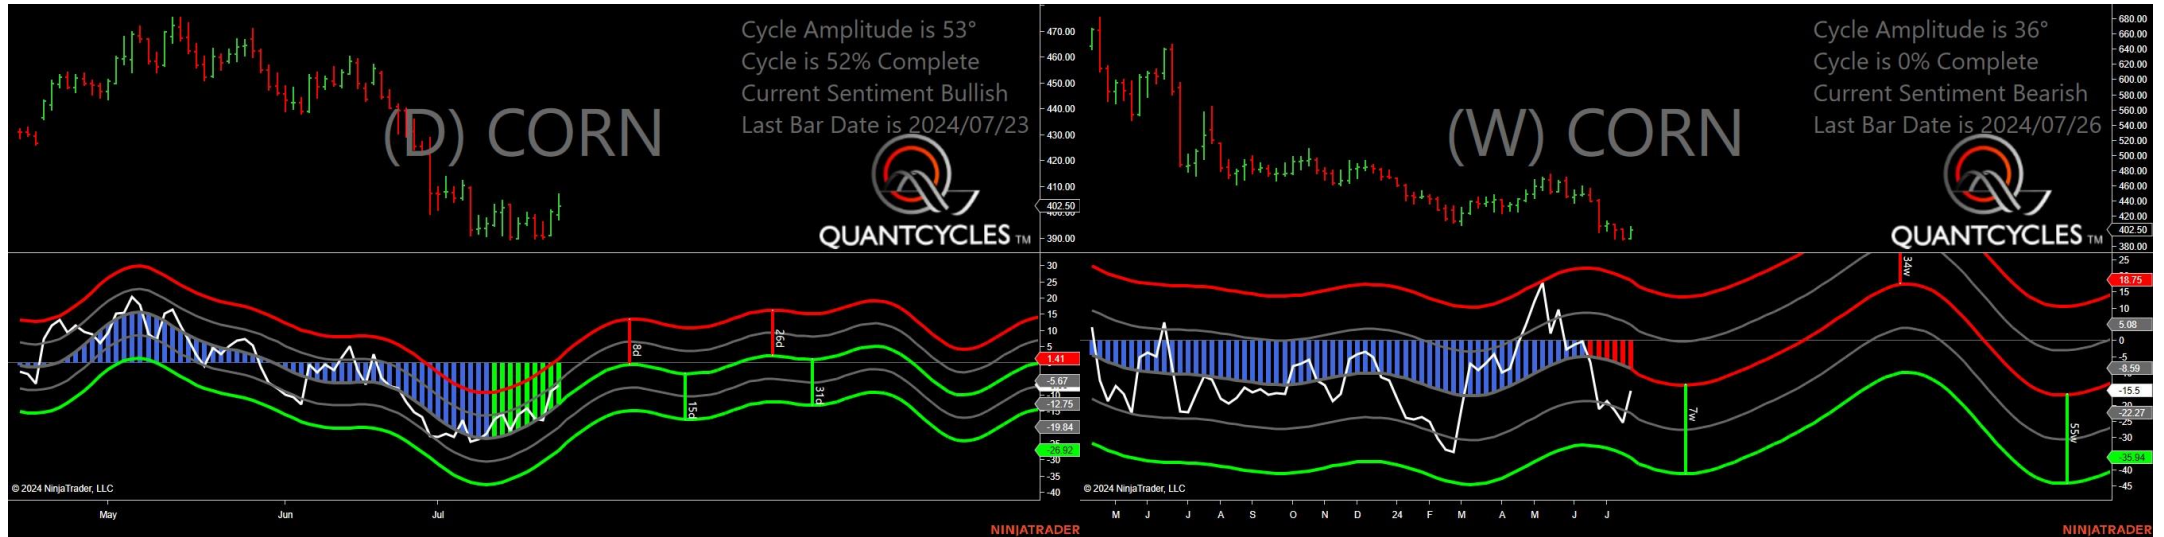 Cycle Amplitude is 53°
Cycle is 52% Complete
Current Sentiment Bullish
Last Bar Date is 2024/07/23
(D) CORN
QUANTCYCLES TM
470.00
460.00
450.00
440.00
430.00
420.00
410.00
402.50
400.00
390.00
30
25
20
15
10
5
1.41
-5.67
-12.75
-19.84
-26.92
-30
-35
-40
8d
15d
26d
31d
© 2024 NinjaTrader, LLC
May
Jun
Jul
NINJATRADER
Cycle Amplitude is 36°
Cycle is 0% Complete
Current Sentiment Bearish
Last Bar Date is 2024/07/26
(W) CORN
QUANTCYCLES TM
680.00
660.00
640.00
620.00
600.00
580.00
560.00
540.00
520.00
500.00
480.00
460.00
440.00
420.00
402.50
380.00
25
18.75
15
10
5.08
0
-5
-8.59
-15.5
-22.27
-25
-30
-35.94
-40
-45
7w
34w
55w
© 2024 NinjaTrader, LLC
M J J A S O N D 24 F M A M J J
NINJATRADER